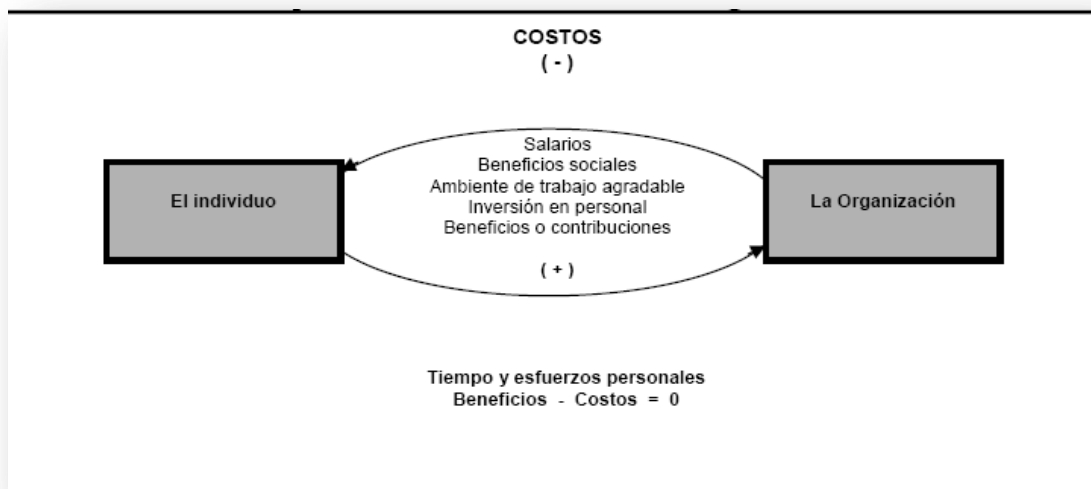 COSTOS
( - )
Salarios
Beneficios sociales
Ambiente de trabajo agradable
Inversión en personal
Beneficios o contribuciones
El individuo
La Organización
( + )
Tiempo y esfuerzos personales
Beneficios - Costos = 0